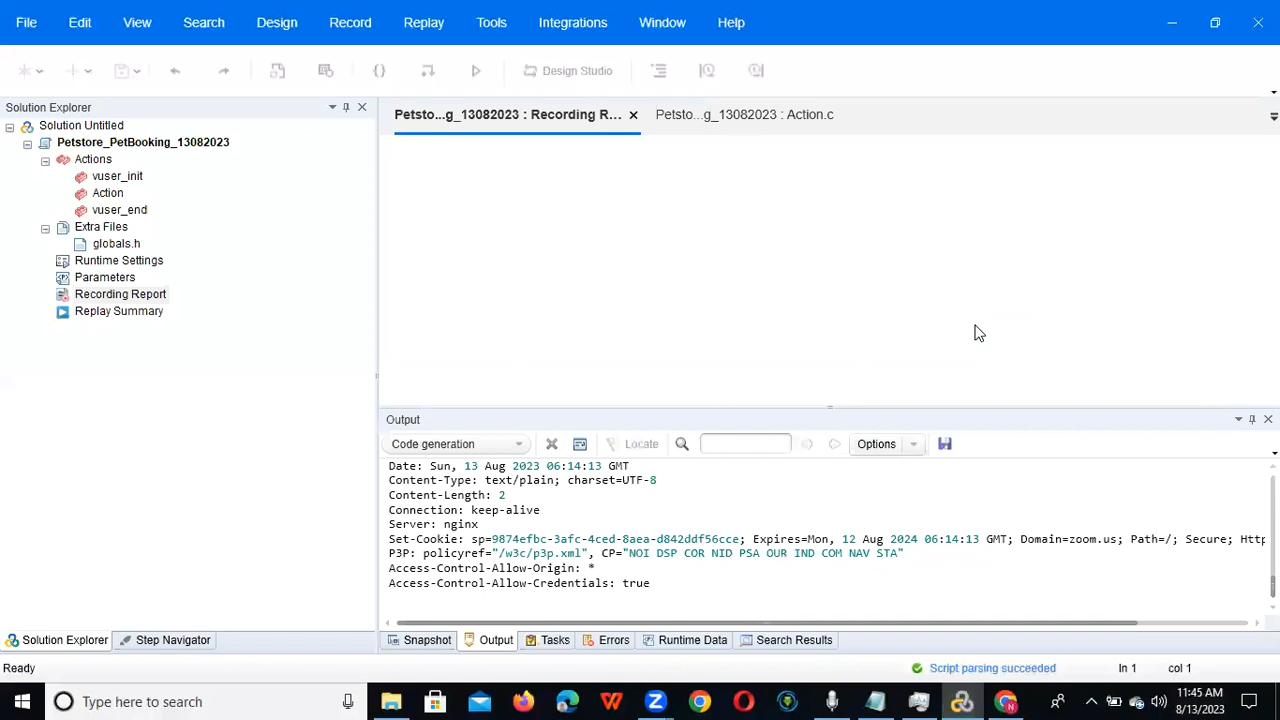 File Edit View Search Design Record Replay Tools Integrations Window Help
Design Studio
Solution Explorer
Petsto...g_13082023 : Recording R... Petsto...g_13082023 : Action.c
Solution Untitled
Petstore_PetBooking_13082023
Actions
vuser_init
Action
vuser_end
Extra Files
globals.h
Runtime Settings
Parameters
Recording Report
Replay Summary
Output
Code generation Locate Options
Date: Sun, 13 Aug 2023 06:14:13 GMT
Content-Type: text/plain; charset=UTF-8
Content-Length: 2
Connection: keep-alive
Server: nginx
Set-Cookie: sp=9874efbc-3afc-4ced-8aea-d842ddf56cce; Expires=Mon, 12 Aug 2024 06:14:13 GMT; Domain=zoom.us; Path=/; Secure; Http
P3P: policyref="/w3c/p3p.xml", CP="NOI DSP COR NID PSA OUR IND COM NAV STA"
Access-Control-Allow-Origin: *
Access-Control-Allow-Credentials: true
Solution Explorer Step Navigator Snapshot Output Tasks Errors Runtime Data Search Results
Ready Script parsing succeeded ln 1 col 1
Type here to search
11:45 AM
8/13/2023